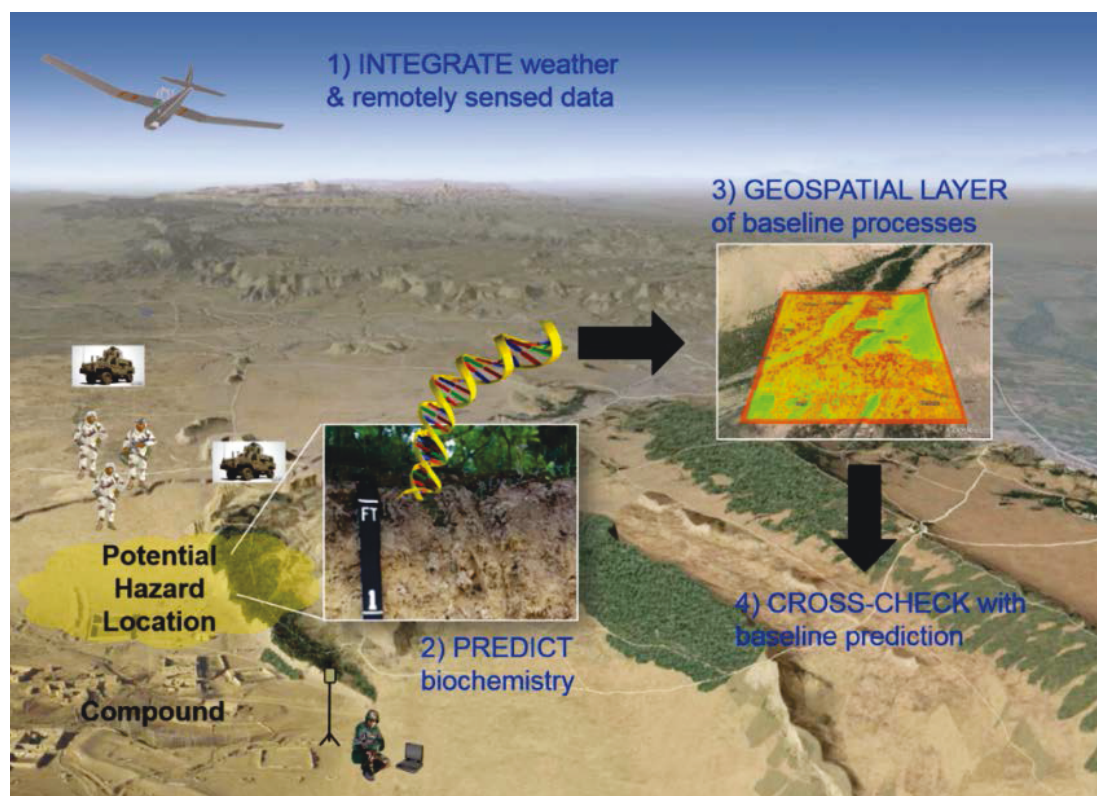 1) INTEGRATE weather
& remotely sensed data
3) GEOSPATIAL LAYER
of baseline processes
FT
1
Potential
Hazard
Location
2) PREDICT
biochemistry
4) CROSS-CHECK with
baseline prediction
Compound